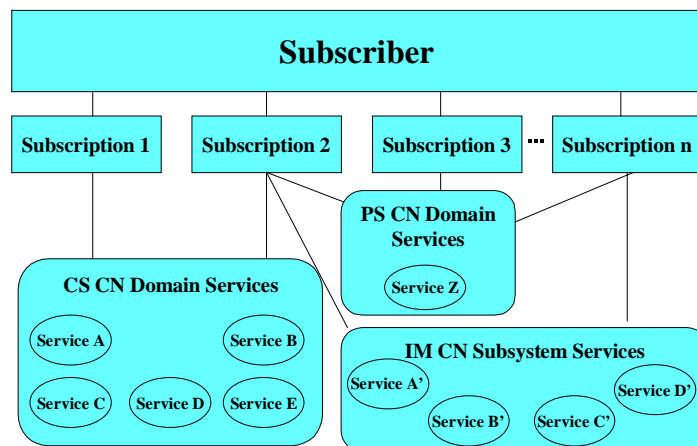 Subscriber
Subscription 1
Subscription 2
Subscription 3
...
Subscription n
PS CN Domain
Services
Service Z
CS CN Domain Services
Service A
Service B
Service C
Service D
Service E
IM CN Subsystem Services
Service A’
Service B’
Service C’
Service D’